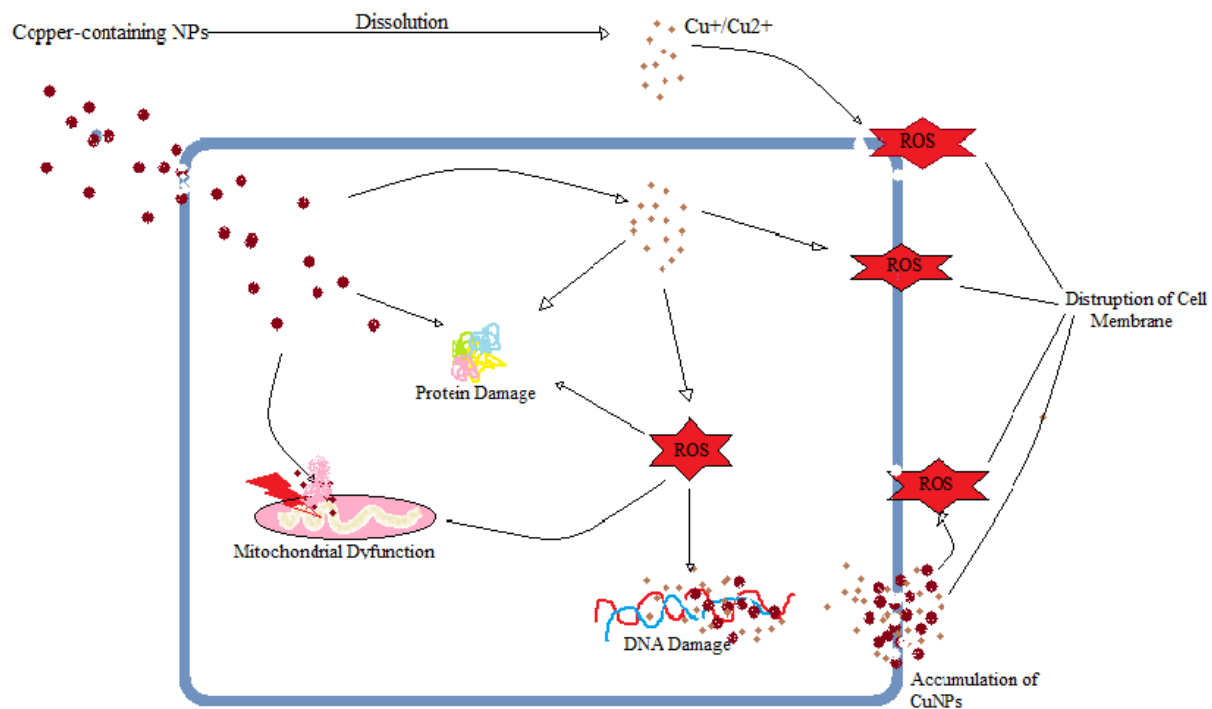 Dissolution
Copper-containing NPs
Cu+/Cu2+
ROS
ROS
Distruption of Cell
Membrane
Protein Damage
ROS
ROS
Mitochondrial Dyfunction
DNA Damage
Accumulation of
CuNPs